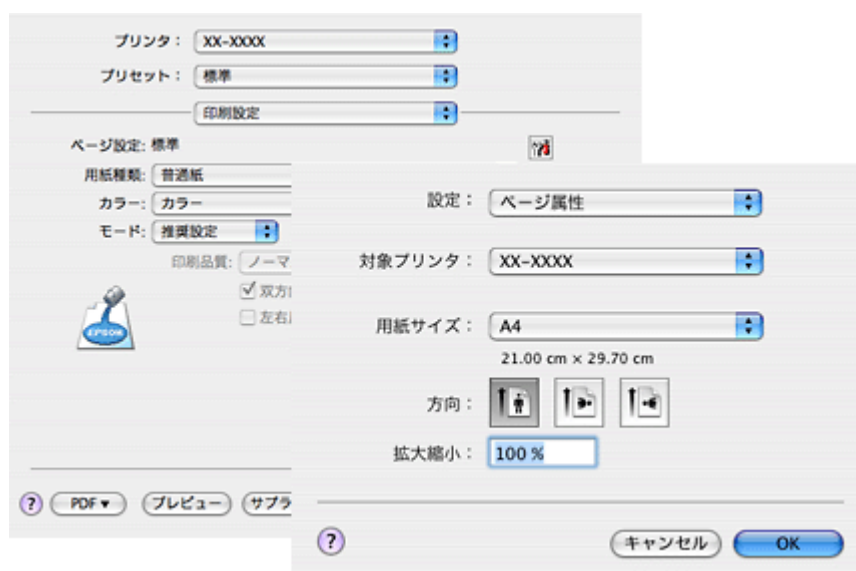 プリンタ： XX-XXXX
プリセット： 標準
印刷設定
ページ設定: 標準
用紙種類: 普通紙
カラー: カラー
モード: 推奨設定
印刷品質: ノーマ
双方
左右
EPSON
? PDF▼ プレビュー サプラ
設定： ページ属性
対象プリンタ： XX-XXXX
用紙サイズ： A4
21.00 cm × 29.70 cm
方向：
拡大縮小： 100 %
? キャンセル OK